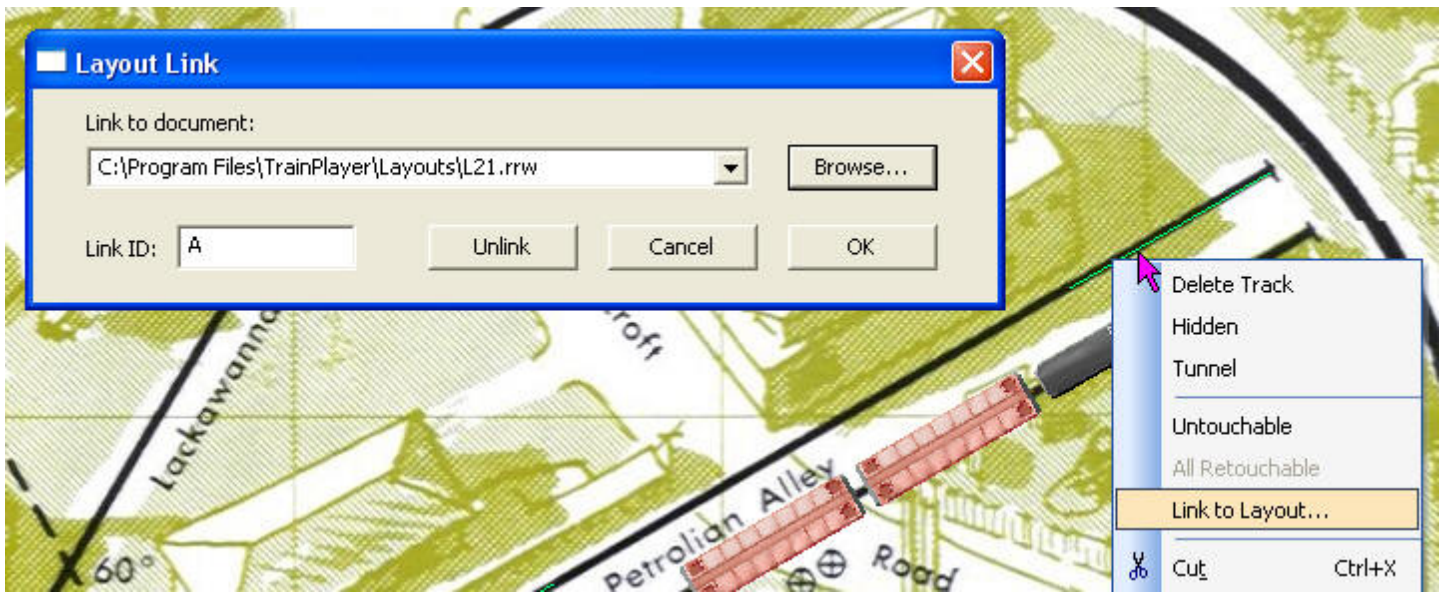 Layout Link
Link to document:
C:\Program Files\TrainPlayer\Layouts\L21.rrw
Browse...
Link ID:
A
Unlink
Cancel
OK
Delete Track
Hidden
Tunnel
Untouchable
All Retouchable
Link to Layout...
Cut
Ctrl+X
Lackawanna
croft
Petrolian Alley
Road
60°